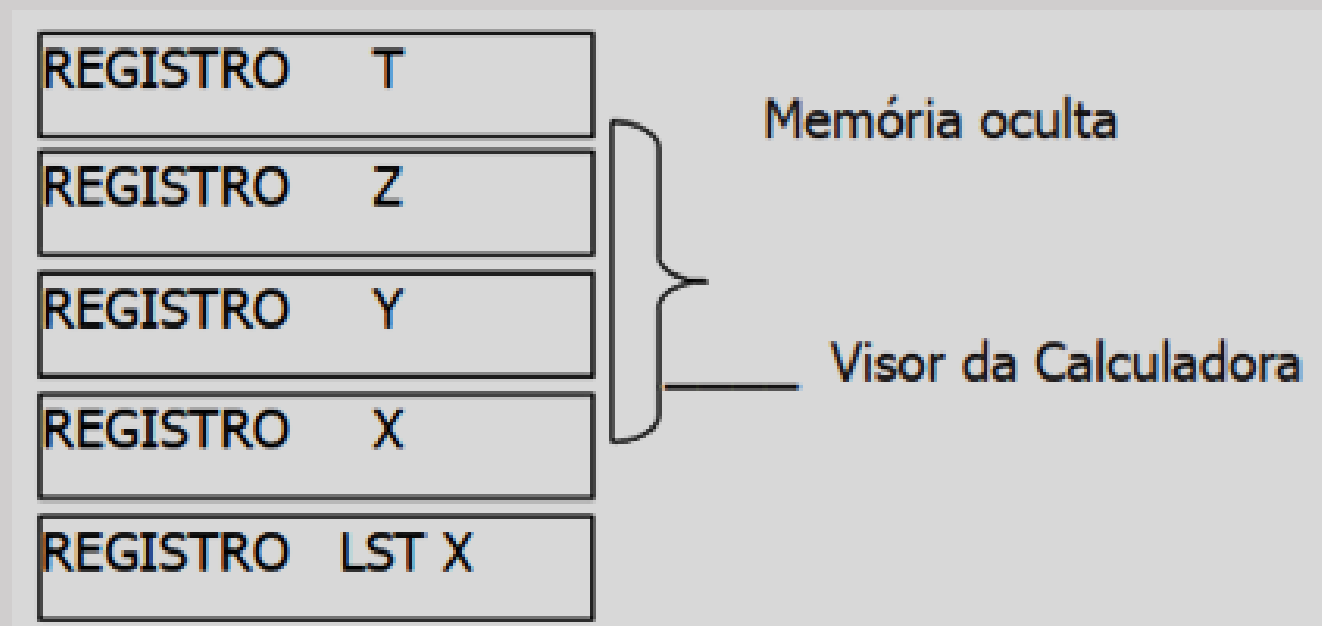 REGISTRO T
Memória oculta
REGISTRO Z
REGISTRO Y
Visor da Calculadora
REGISTRO X
REGISTRO LST X